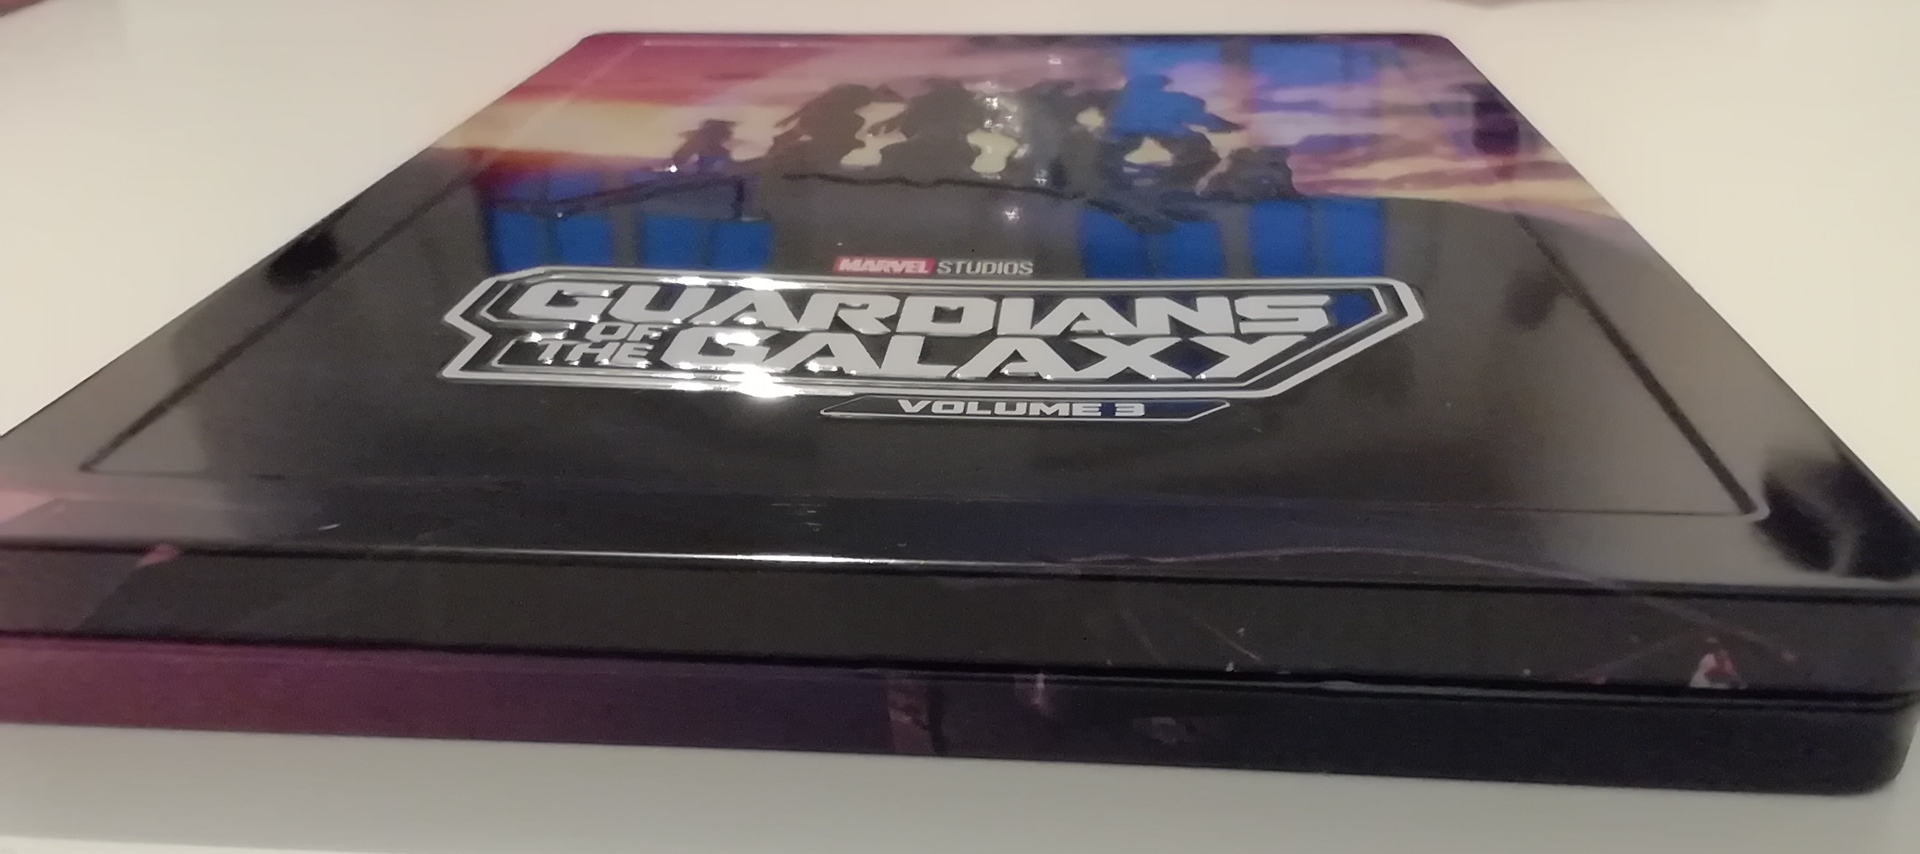 MARVEL STUDIOS
GUARDIANS
OF THE GALAXY
VOLUME 3